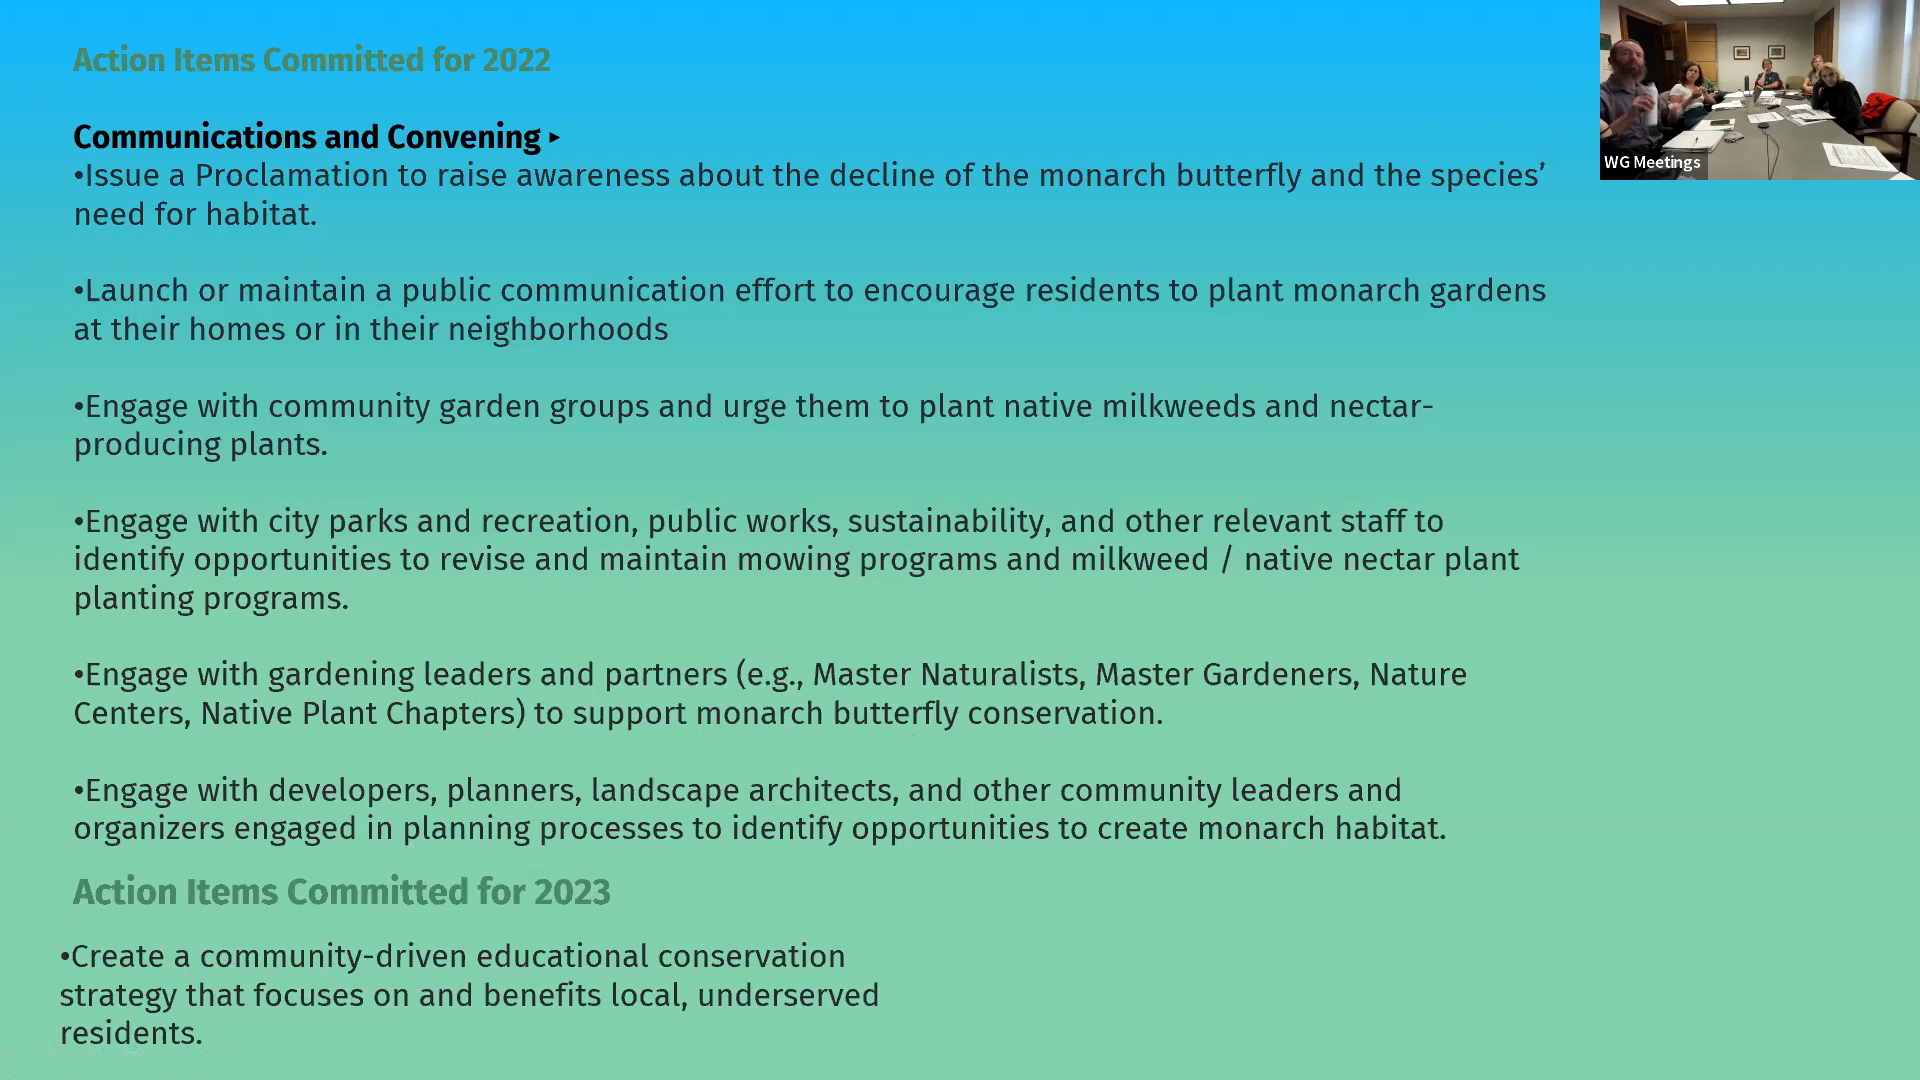 Action Items Committed for 2022
Communications and Convening ▸
•Issue a Proclamation to raise awareness about the decline of the monarch butterfly and the species’
need for habitat.
•Launch or maintain a public communication effort to encourage residents to plant monarch gardens
at their homes or in their neighborhoods
•Engage with community garden groups and urge them to plant native milkweeds and nectar-
producing plants.
•Engage with city parks and recreation, public works, sustainability, and other relevant staff to
identify opportunities to revise and maintain mowing programs and milkweed / native nectar plant
planting programs.
•Engage with gardening leaders and partners (e.g., Master Naturalists, Master Gardeners, Nature
Centers, Native Plant Chapters) to support monarch butterfly conservation.
•Engage with developers, planners, landscape architects, and other community leaders and
organizers engaged in planning processes to identify opportunities to create monarch habitat.
Action Items Committed for 2023
•Create a community-driven educational conservation
strategy that focuses on and benefits local, underserved
residents.
WG Meetings